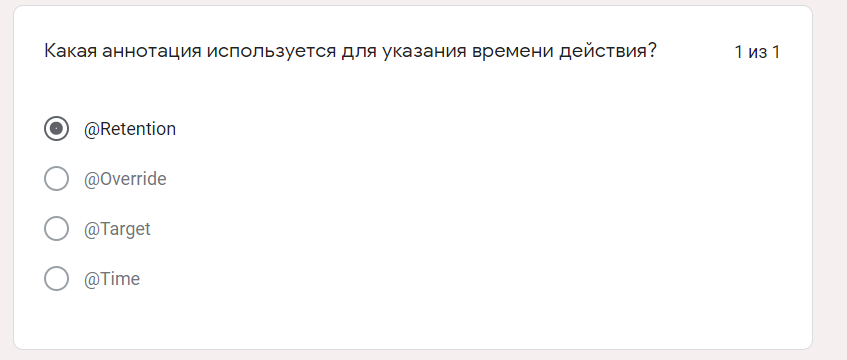 Какая аннотация используется для указания времени действия?
1 из 1
@Retention
@Override
@Target
@Time